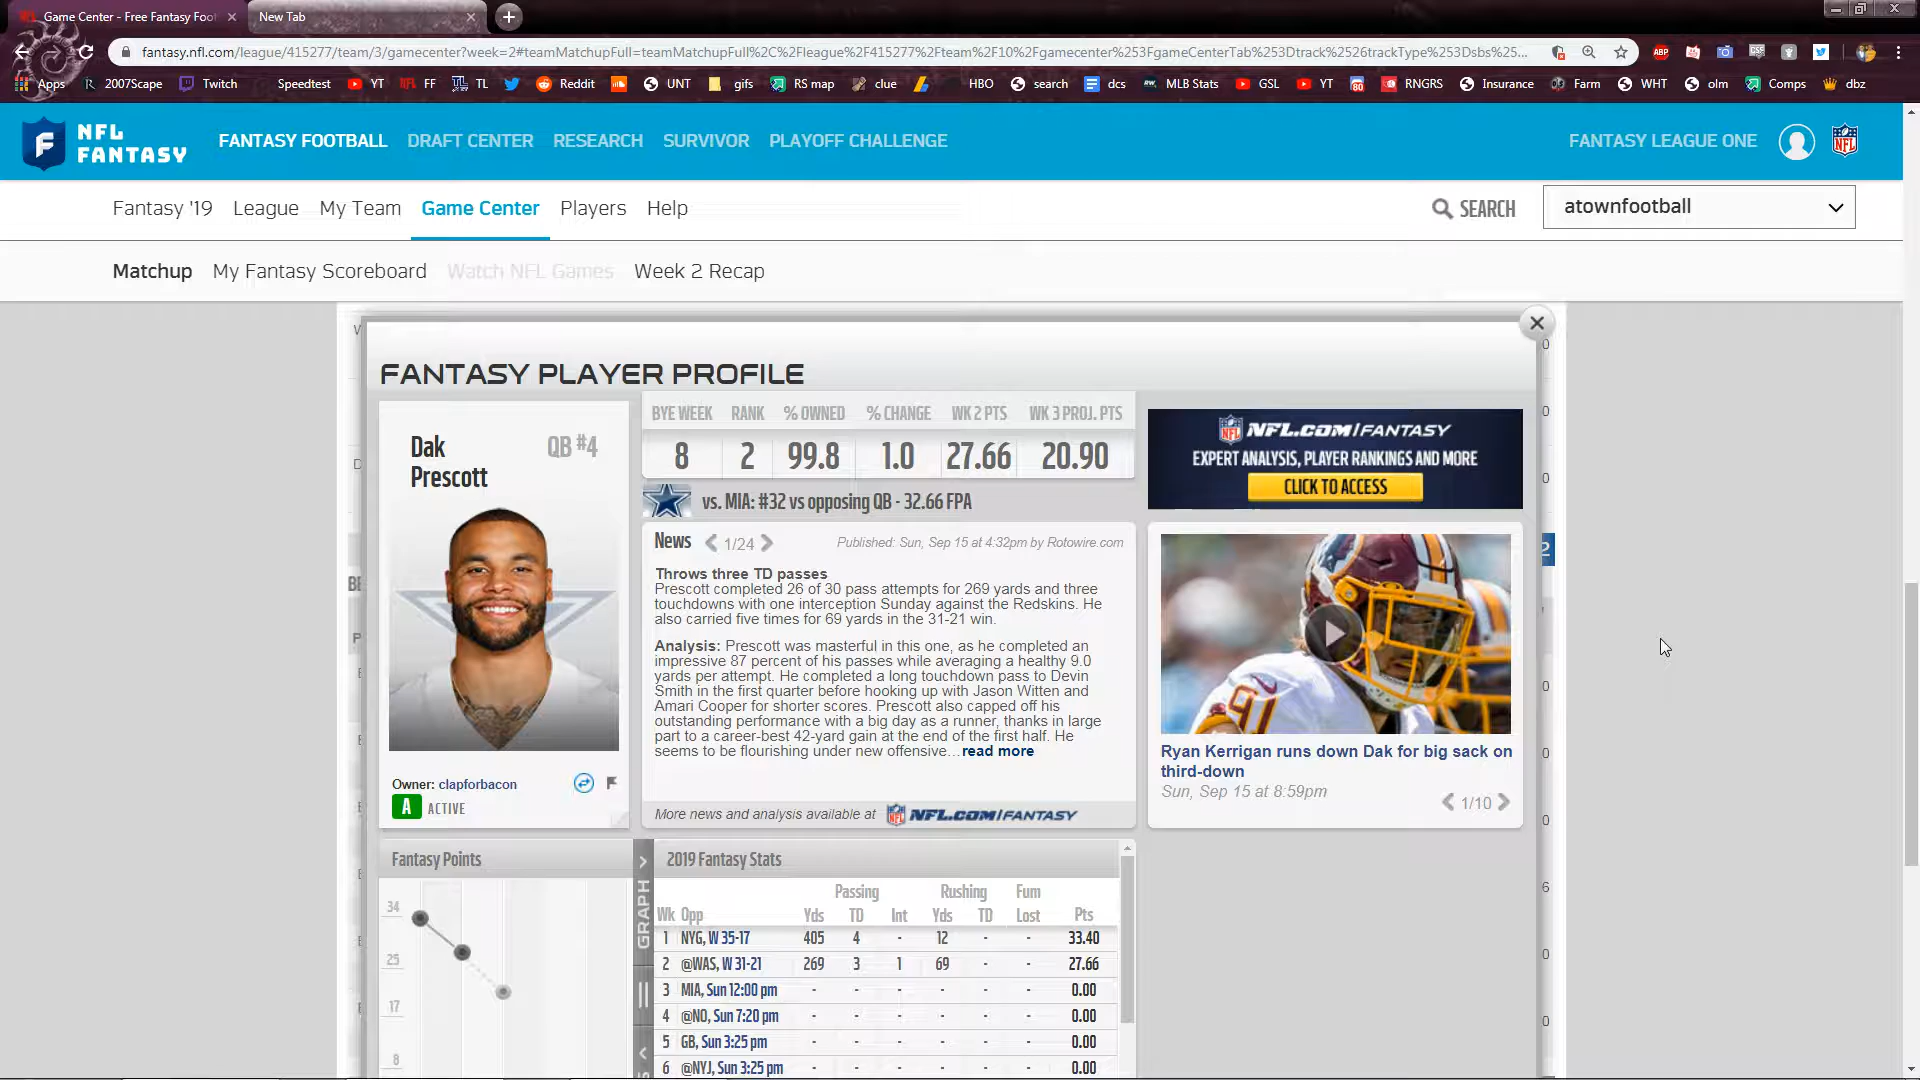 Game Center - Free Fantasy Foot
New Tab
fantasy.nfl.com/league/415277/team/3/gamecenter?week=2#teamMatchupFull=teamMatchupFull%2C%2Fleague%2F415277%2Fteam%2F10%2Fgamecenter%253FgameCenterTab%253Dtrack%2526trackType%253Dsbs%25...
Apps 2007Scape Twitch Speedtest YT FF TL Reddit UNT gifs RS map clue HBO search dcs MLB Stats GSL YT RNGRS Insurance Farm WHT olm Comps dbz
NFL FANTASY
FANTASY FOOTBALL DRAFT CENTER RESEARCH SURVIVOR PLAYOFF CHALLENGE FANTASY LEAGUE ONE
Fantasy '19 League My Team Game Center Players Help SEARCH atownfootball
Matchup My Fantasy Scoreboard Watch NFL Games Week 2 Recap
FANTASY PLAYER PROFILE
Dak Prescott
QB #4
Owner: clapforbacon
A ACTIVE
BYE WEEK RANK % OWNED % CHANGE WK 2 PTS WK 3 PROJ. PTS
8 2 99.8 1.0 27.66 20.90
vs. MIA: #32 vs opposing QB - 32.66 FPA
News 1/24 Published: Sun, Sep 15 at 4:32pm by Rotowire.com
Throws three TD passes
Prescott completed 26 of 30 pass attempts for 269 yards and three
touchdowns with one interception Sunday against the Redskins. He
also carried five times for 69 yards in the 31-21 win.
Analysis: Prescott was masterful in this one, as he completed an
impressive 87 percent of his passes while averaging a healthy 9.0
yards per attempt. He completed a long touchdown pass to Devin
Smith in the first quarter before hooking up with Jason Witten and
Amari Cooper for shorter scores. Prescott also capped off his
outstanding performance with a big day as a runner, thanks in large
part to a career-best 42-yard gain at the end of the first half. He
seems to be flourishing under new offensive... read more
More news and analysis available at NFL.COM/FANTASY
NFL.COM/FANTASY
EXPERT ANALYSIS, PLAYER RANKINGS AND MORE
CLICK TO ACCESS
91
Ryan Kerrigan runs down Dak for big sack on
third-down
Sun, Sep 15 at 8:59pm
1/10
Fantasy Points
34
25
17
8
GRAPH
2019 Fantasy Stats
Passing Rushing Fum
Wk Opp Yds TD Int Yds TD Lost Pts
1 NYG, W 35-17 405 4 - 12 - - 33.40
2 @WAS, W 31-21 269 3 1 69 - - 27.66
3 MIA, Sun 12:00 pm - - - - - - 0.00
4 @NO, Sun 7:20 pm - - - - - - 0.00
5 GB, Sun 3:25 pm - - - - - - 0.00
6 @NYJ, Sun 3:25 pm - - - - - - 0.00